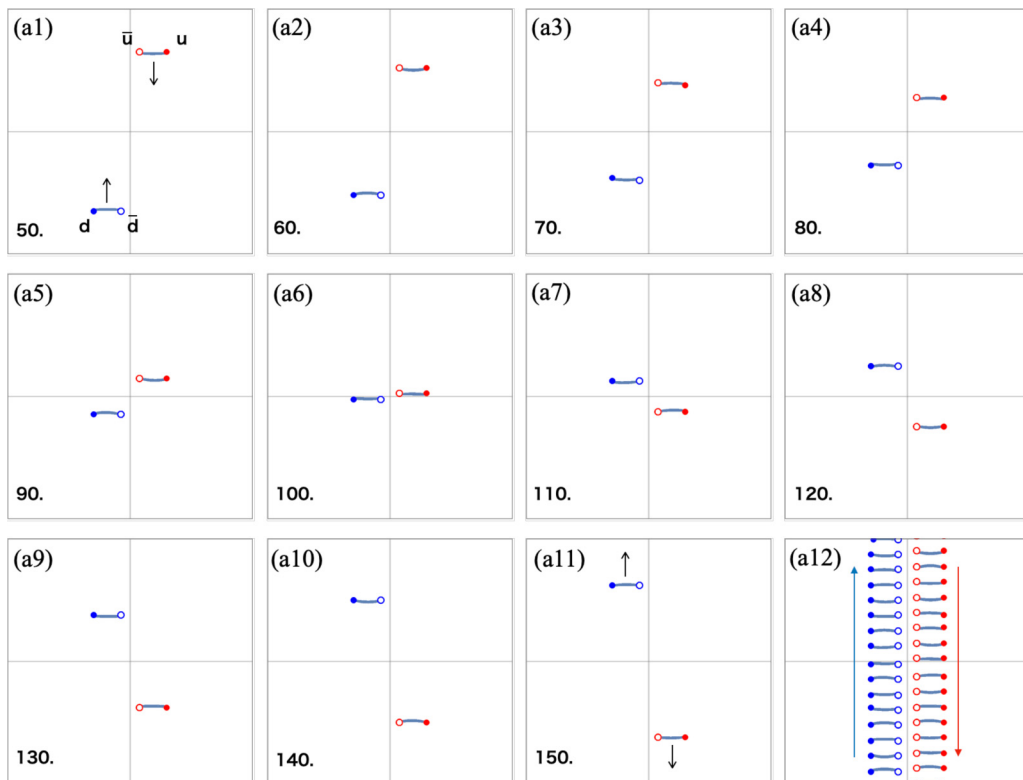 (a1)
ū u
d d̄
50.
(a2)
60.
(a3)
70.
(a4)
80.
(a5)
90.
(a6)
100.
(a7)
110.
(a8)
120.
(a9)
130.
(a10)
140.
(a11)
150.
(a12)